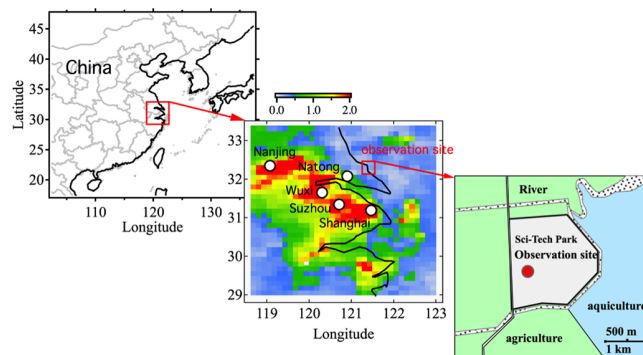 China
Latitude
45
40
35
30
25
20
110
120
130
Longitude
0.0
1.0
2.0
observation site
Nanjing
Natong
Wuxi
Suzhou
Shanghai
33
32
31
30
29
118
119
120
121
122
123
Longitude
River
Sci-Tech Park
Observation site
aquiculture
agriculture
500 m
1 km